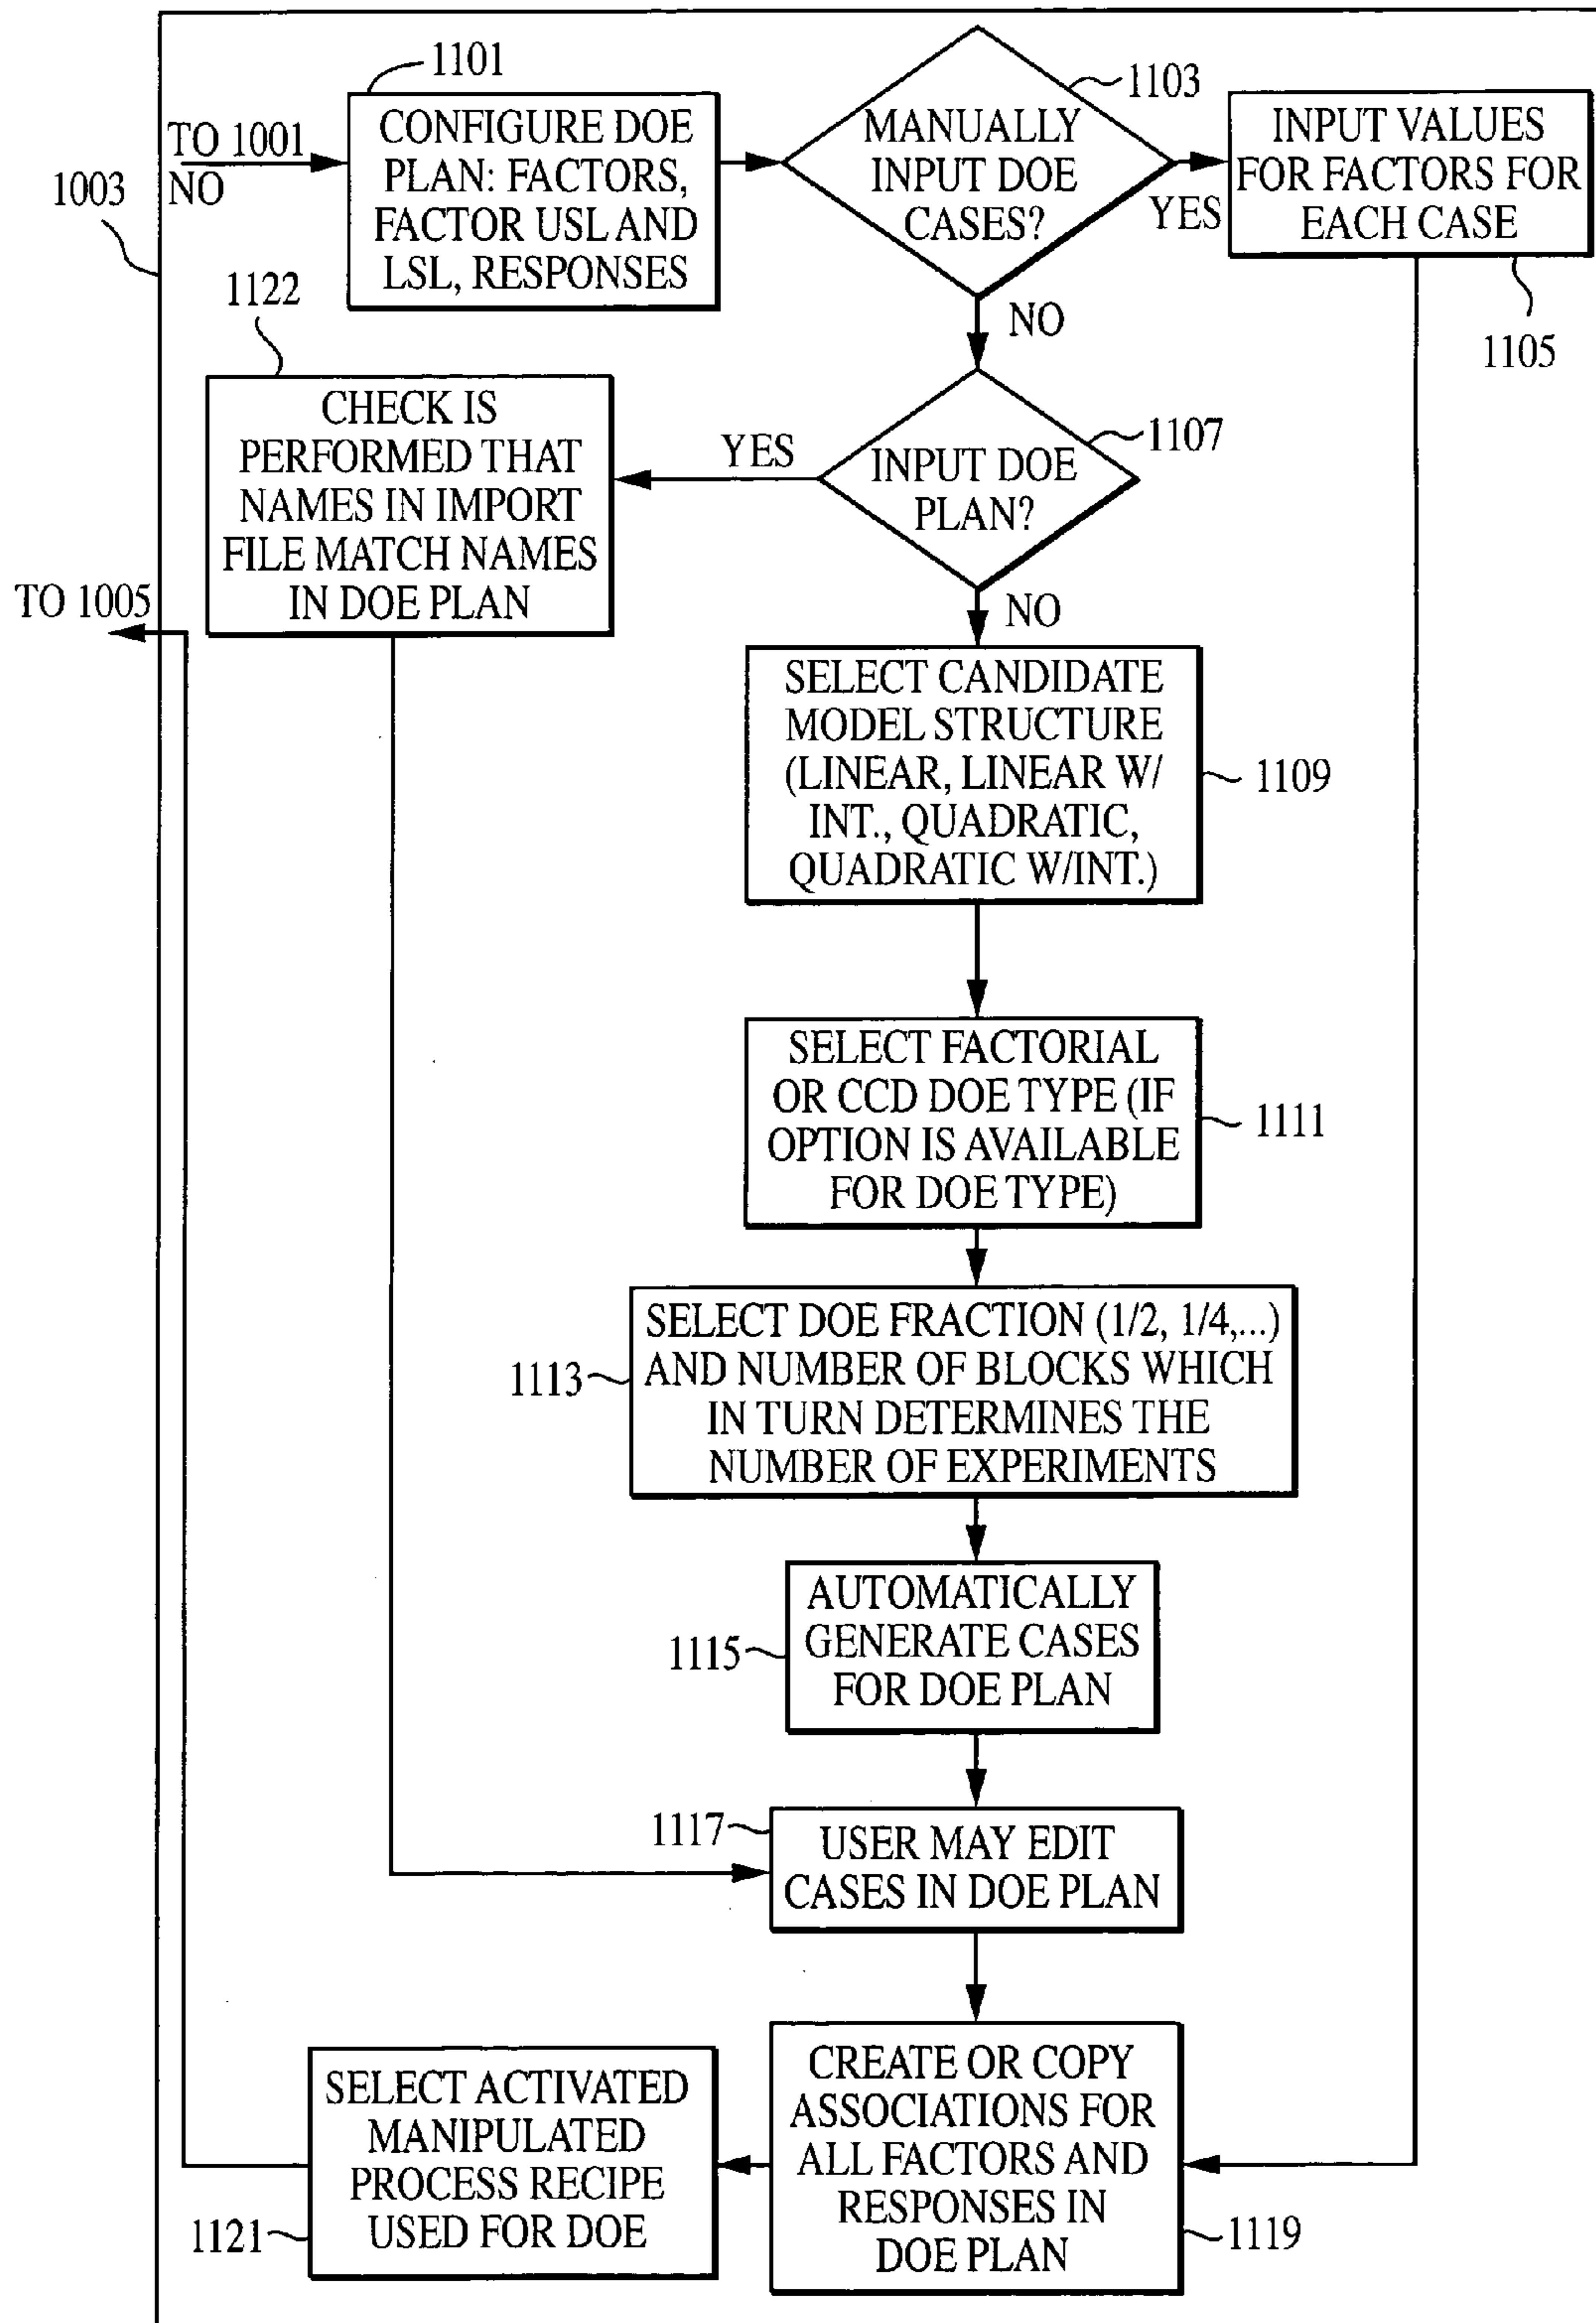 1101
TO 1001
NO
1003
CONFIGURE DOE
PLAN: FACTORS,
FACTOR USL AND
LSL, RESPONSES
1103
MANUALLY
INPUT DOE
CASES?
YES
NO
INPUT VALUES
FOR FACTORS FOR
EACH CASE
1105
1122
CHECK IS
PERFORMED THAT
NAMES IN IMPORT
FILE MATCH NAMES
IN DOE PLAN
YES
1107
INPUT DOE
PLAN?
NO
TO 1005
SELECT CANDIDATE
MODEL STRUCTURE
(LINEAR, LINEAR W/
INT., QUADRATIC,
QUADRATIC W/INT.)
1109
SELECT FACTORIAL
OR CCD DOE TYPE (IF
OPTION IS AVAILABLE
FOR DOE TYPE)
1111
SELECT DOE FRACTION (1/2, 1/4,...)
AND NUMBER OF BLOCKS WHICH
IN TURN DETERMINES THE
NUMBER OF EXPERIMENTS
1113
AUTOMATICALLY
GENERATE CASES
FOR DOE PLAN
1115
1117
USER MAY EDIT
CASES IN DOE PLAN
CREATE OR COPY
ASSOCIATIONS FOR
ALL FACTORS AND
RESPONSES IN
DOE PLAN
1119
SELECT ACTIVATED
MANIPULATED
PROCESS RECIPE
USED FOR DOE
1121